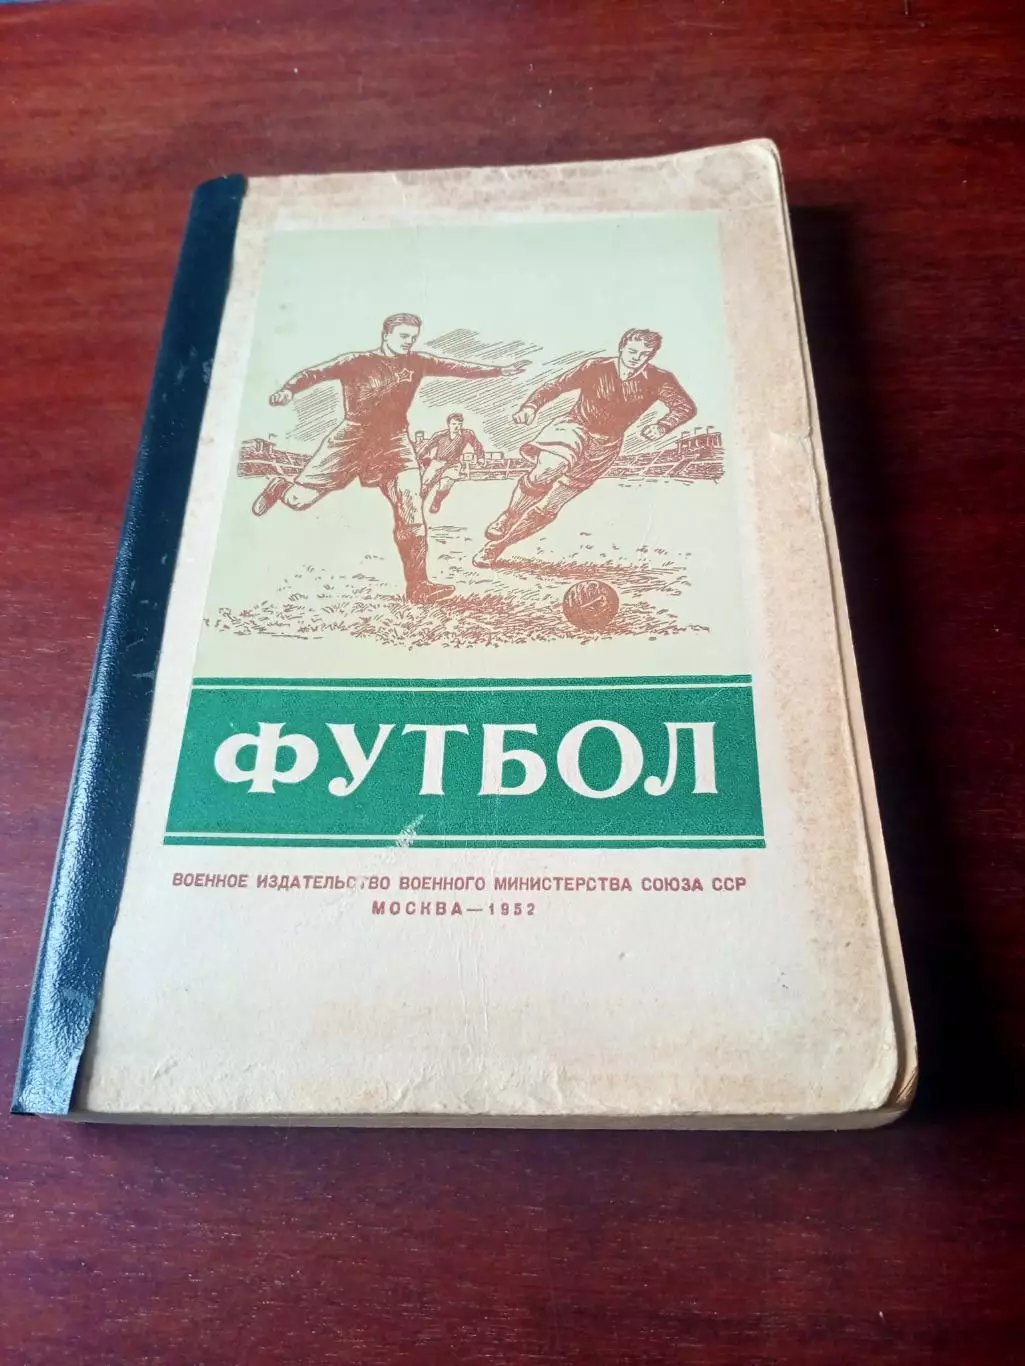 ФУТБОЛ
ВОЕННОЕ ИЗДАТЕЛЬСТВО ВОЕННОГО МИНИСТЕРСТВА СОЮЗА ССР
МОСКВА—1952